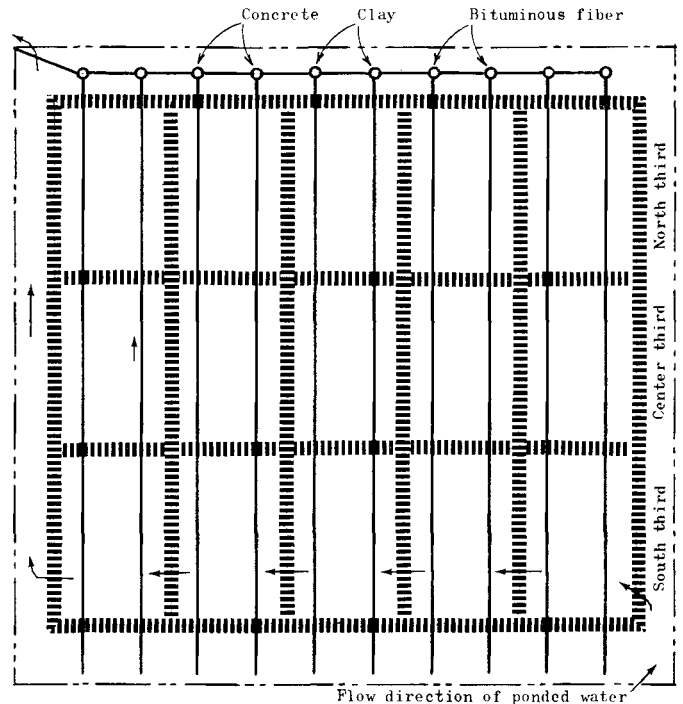 Concrete Clay Bituminous fiber
North third
Center third
South third
Flow direction of ponded water